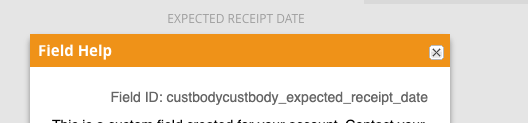 EXPECTED RECEIPT DATE
Field Help
Field ID: custbodycustbody_expected_receipt_date
This is a custom field created for your account. Contact your